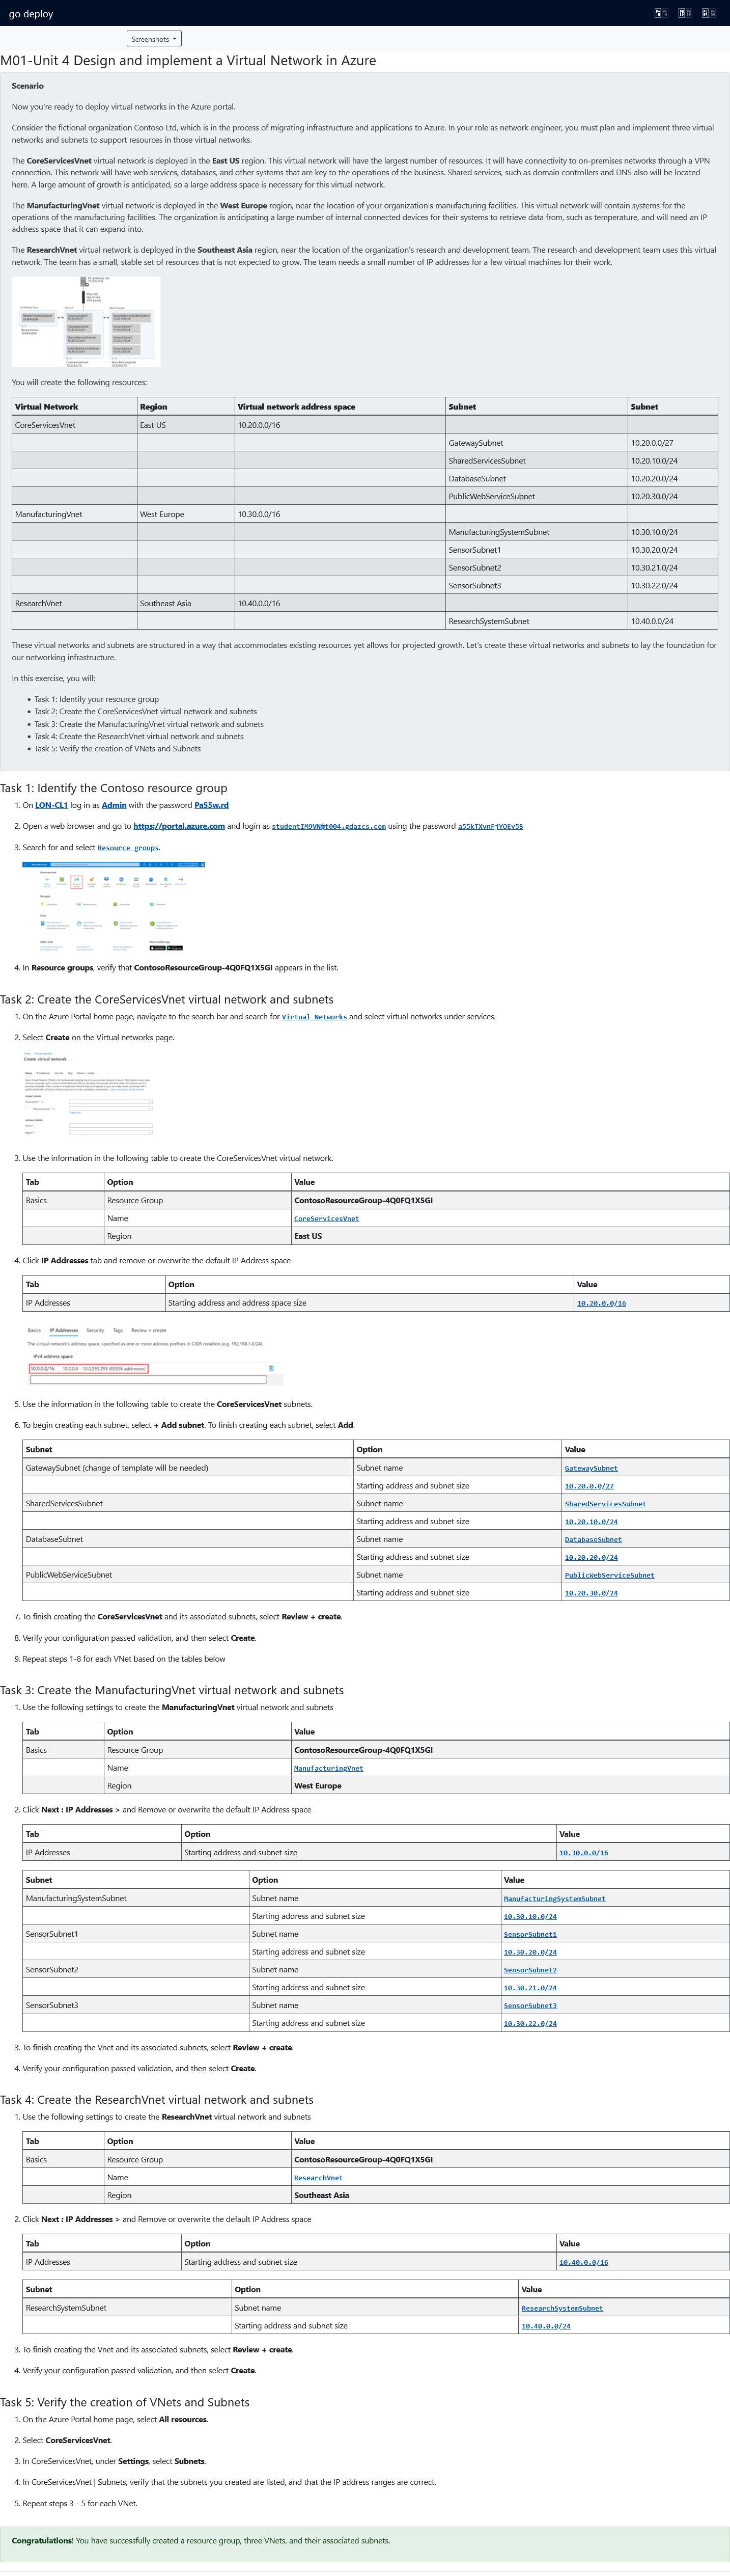 go deploy
Screenshots
M01-Unit 4 Design and implement a Virtual Network in Azure
Scenario
Now you're ready to deploy virtual networks in the Azure portal.
Consider the fictional organization Contoso Ltd, which is in the process of migrating infrastructure and applications to Azure. In your role as network engineer, you must plan and implement three virtual
networks and subnets to support resources in those virtual networks.
The CoreServicesVnet virtual network is deployed in the East US region. This virtual network will have the largest number of resources. It will have connectivity to on-premises networks through a VPN
connection. This network will have web services, databases, and other systems that are key to the operations of the business. Shared services, such as domain controllers and DNS also will be located
here. A large amount of growth is anticipated, so a large address space is necessary for this virtual network.
The ManufacturingVnet virtual network is deployed in the West Europe region, near the location of your organization's manufacturing facilities. This virtual network will contain systems for the
operations of the manufacturing facilities. The organization is anticipating a large number of internal connected devices for their systems to retrieve data from, such as temperature, and will need an IP
address space that it can expand into.
The ResearchVnet virtual network is deployed in the Southeast Asia region, near the location of the organization's research and development team. The research and development team uses this virtual
network. The team has a small, stable set of resources that is not expected to grow. The team needs a small number of IP addresses for a few virtual machines for their work.
You will create the following resources:
Virtual Network Region Virtual network address space Subnet Subnet
CoreServicesVnet East US 10.20.0.0/16
GatewaySubnet 10.20.0.0/27
SharedServicesSubnet 10.20.10.0/24
DatabaseSubnet 10.20.20.0/24
PublicWebServiceSubnet 10.20.30.0/24
ManufacturingVnet West Europe 10.30.0.0/16
ManufacturingSystemSubnet 10.30.10.0/24
SensorSubnet1 10.30.20.0/24
SensorSubnet2 10.30.21.0/24
SensorSubnet3 10.30.22.0/24
ResearchVnet Southeast Asia 10.40.0.0/16
ResearchSystemSubnet 10.40.0.0/24
These virtual networks and subnets are structured in a way that accommodates existing resources yet allows for projected growth. Let's create these virtual networks and subnets to lay the foundation for
our networking infrastructure.
In this exercise, you will:
• Task 1: Identify your resource group
• Task 2: Create the CoreServicesVnet virtual network and subnets
• Task 3: Create the ManufacturingVnet virtual network and subnets
• Task 4: Create the ResearchVnet virtual network and subnets
• Task 5: Verify the creation of VNets and Subnets
Task 1: Identify the Contoso resource group
1. On LON-CL1 log in as Admin with the password Pa55w.rd
2. Open a web browser and go to https://portal.azure.com and login as studentIM9VN@t004.gdazcs.com using the password a55kTXvnFjYOEv5S
3. Search for and select Resource groups.
4. In Resource groups, verify that ContosoResourceGroup-4Q0FQ1X5GI appears in the list.
Task 2: Create the CoreServicesVnet virtual network and subnets
1. On the Azure Portal home page, navigate to the search bar and search for Virtual Networks and select virtual networks under services.
2. Select Create on the Virtual networks page.
Create virtual network
3. Use the information in the following table to create the CoreServicesVnet virtual network.
Tab Option Value
Basics Resource Group ContosoResourceGroup-4Q0FQ1X5GI
Name CoreServicesVnet
Region East US
4. Click IP Addresses tab and remove or overwrite the default IP Address space
Tab Option Value
IP Addresses Starting address and address space size 10.20.0.0/16
Basics IP Addresses Security Tags Review + create
The virtual network's address space, specified as one or more address prefixes in CIDR notation (e.g. 192.168.1.0/24).
IPv4 address space
10.0.0.0/16 10.0.0.0 - 10.0.255.255 (65536 addresses)
5. Use the information in the following table to create the CoreServicesVnet subnets.
6. To begin creating each subnet, select + Add subnet. To finish creating each subnet, select Add.
Subnet Option Value
GatewaySubnet (change of template will be needed) Subnet name GatewaySubnet
Starting address and subnet size 10.20.0.0/27
SharedServicesSubnet Subnet name SharedServicesSubnet
Starting address and subnet size 10.20.10.0/24
DatabaseSubnet Subnet name DatabaseSubnet
Starting address and subnet size 10.20.20.0/24
PublicWebServiceSubnet Subnet name PublicWebServiceSubnet
Starting address and subnet size 10.20.30.0/24
7. To finish creating the CoreServicesVnet and its associated subnets, select Review + create.
8. Verify your configuration passed validation, and then select Create.
9. Repeat steps 1-8 for each VNet based on the tables below
Task 3: Create the ManufacturingVnet virtual network and subnets
1. Use the following settings to create the ManufacturingVnet virtual network and subnets
Tab Option Value
Basics Resource Group ContosoResourceGroup-4Q0FQ1X5GI
Name ManufacturingVnet
Region West Europe
2. Click Next : IP Addresses > and Remove or overwrite the default IP Address space
Tab Option Value
IP Addresses Starting address and subnet size 10.30.0.0/16
Subnet Option Value
ManufacturingSystemSubnet Subnet name ManufacturingSystemSubnet
Starting address and subnet size 10.30.10.0/24
SensorSubnet1 Subnet name SensorSubnet1
Starting address and subnet size 10.30.20.0/24
SensorSubnet2 Subnet name SensorSubnet2
Starting address and subnet size 10.30.21.0/24
SensorSubnet3 Subnet name SensorSubnet3
Starting address and subnet size 10.30.22.0/24
3. To finish creating the Vnet and its associated subnets, select Review + create.
4. Verify your configuration passed validation, and then select Create.
Task 4: Create the ResearchVnet virtual network and subnets
1. Use the following settings to create the ResearchVnet virtual network and subnets
Tab Option Value
Basics Resource Group ContosoResourceGroup-4Q0FQ1X5GI
Name ResearchVnet
Region Southeast Asia
2. Click Next : IP Addresses > and Remove or overwrite the default IP Address space
Tab Option Value
IP Addresses Starting address and subnet size 10.40.0.0/16
Subnet Option Value
ResearchSystemSubnet Subnet name ResearchSystemSubnet
Starting address and subnet size 10.40.0.0/24
3. To finish creating the Vnet and its associated subnets, select Review + create.
4. Verify your configuration passed validation, and then select Create.
Task 5: Verify the creation of VNets and Subnets
1. On the Azure Portal home page, select All resources.
2. Select CoreServicesVnet.
3. In CoreServicesVnet, under Settings, select Subnets.
4. In CoreServicesVnet | Subnets, verify that the subnets you created are listed, and that the IP address ranges are correct.
5. Repeat steps 3 - 5 for each VNet.
Congratulations! You have successfully created a resource group, three VNets, and their associated subnets.